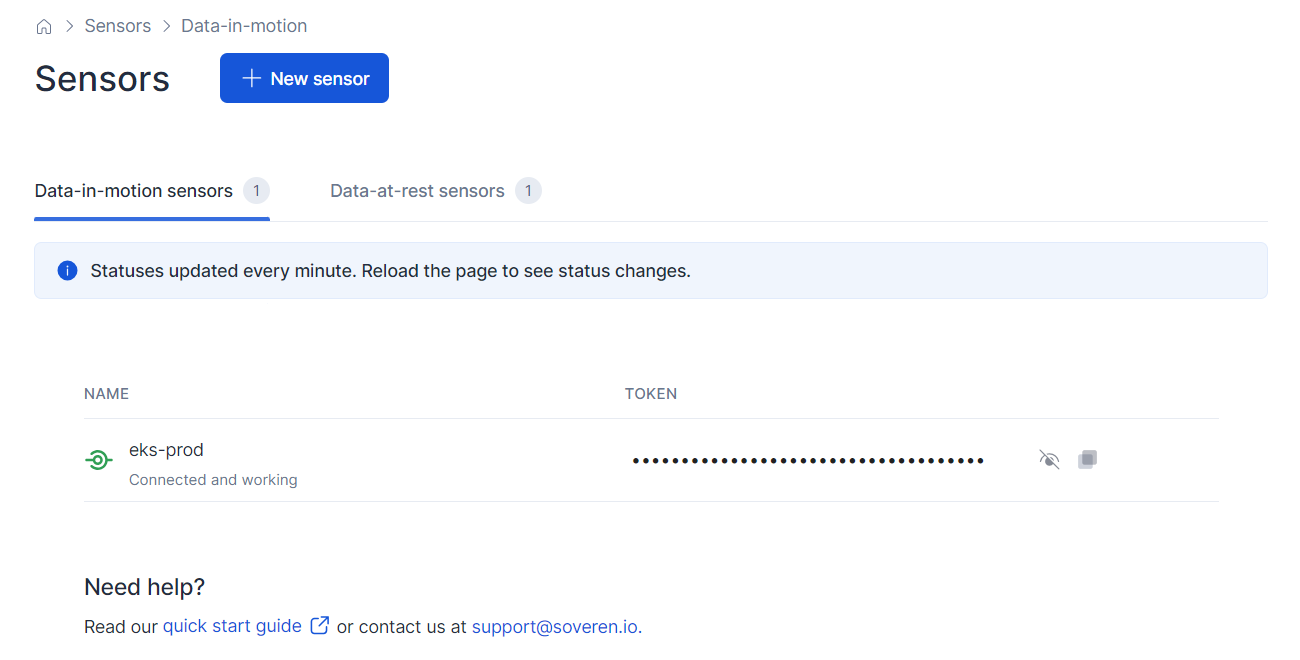 Sensors > Data-in-motion
Sensors
New sensor
Data-in-motion sensors 1 Data-at-rest sensors 1
Statuses updated every minute. Reload the page to see status changes.
NAME TOKEN
eks-prod
••••••••••••••••••••••••••••••••••••
Connected and working
Need help?
Read our quick start guide or contact us at support@soveren.io.